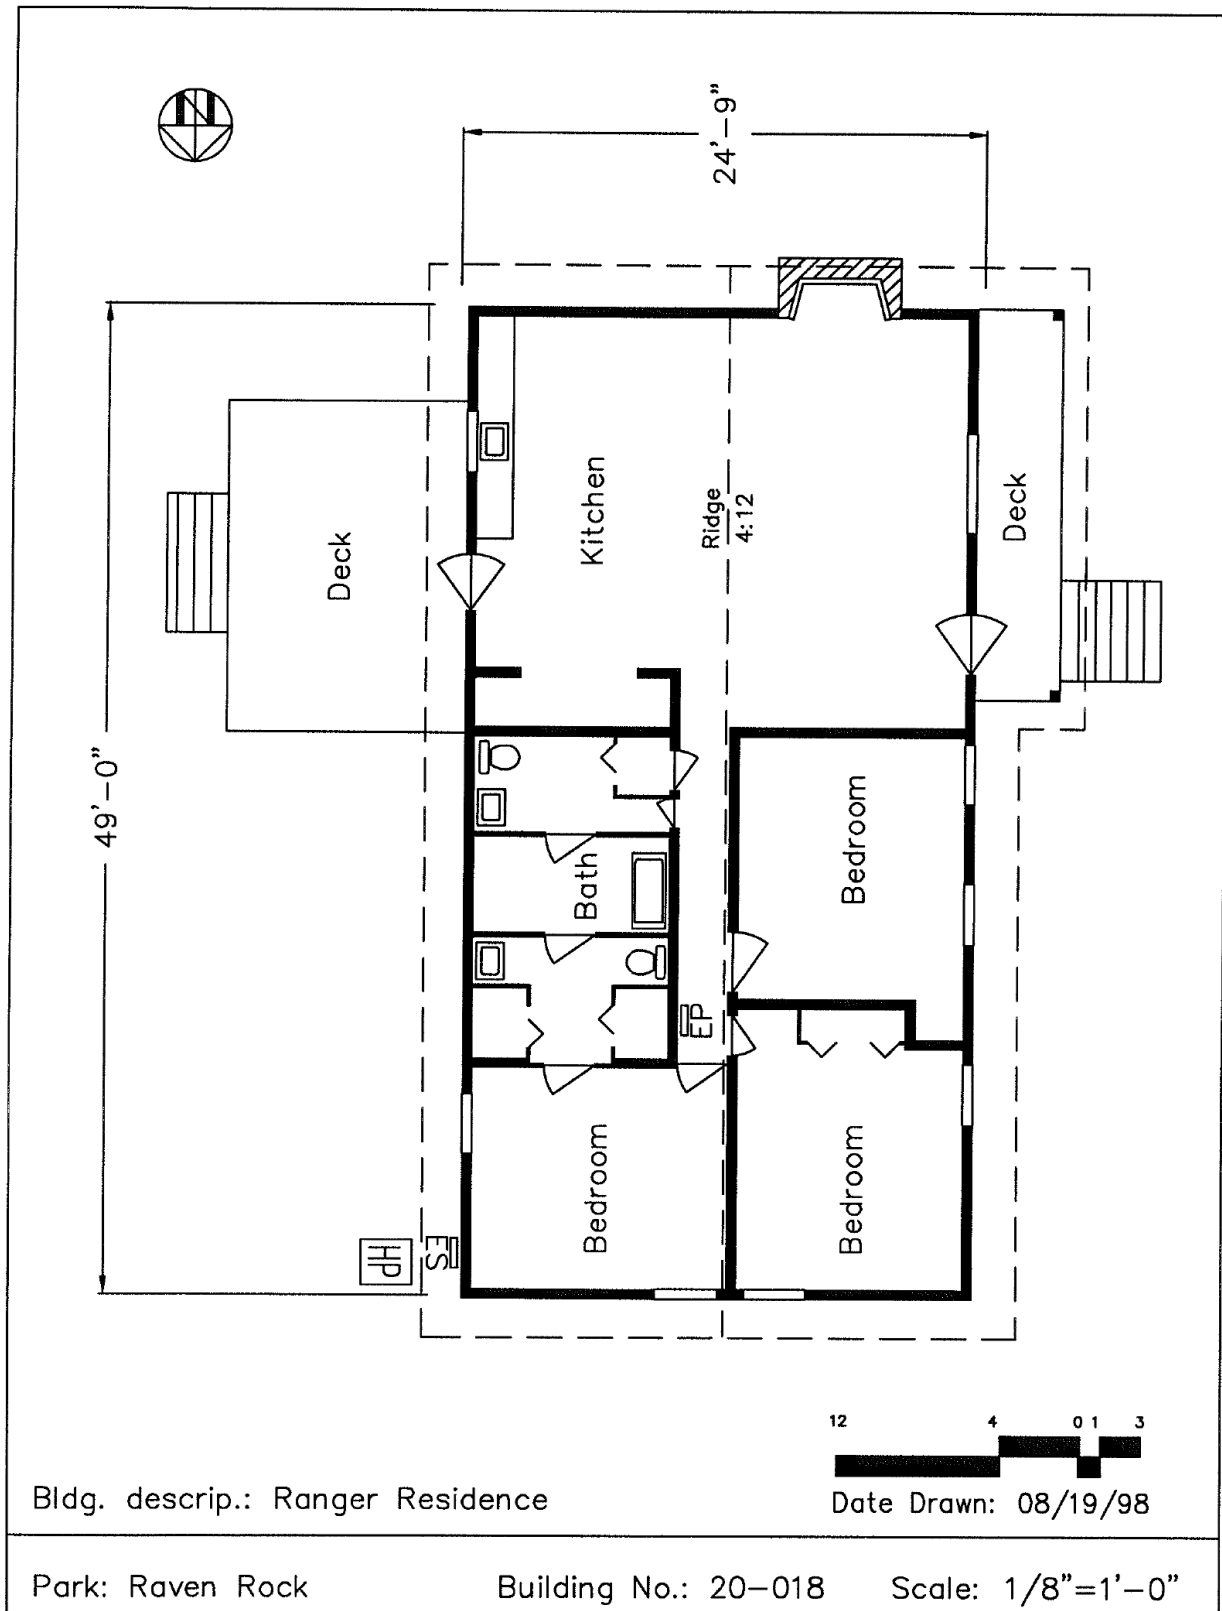 N
24'-9"
49'-0"
Deck
Kitchen
Ridge
4:12
Deck
Bath
Bedroom
EP
Bedroom
Bedroom
HP
ES
12 4 0 1 3
Bldg. descrip.: Ranger Residence
Date Drawn: 08/19/98
Park: Raven Rock
Building No.: 20-018
Scale: 1/8"=1'-0"